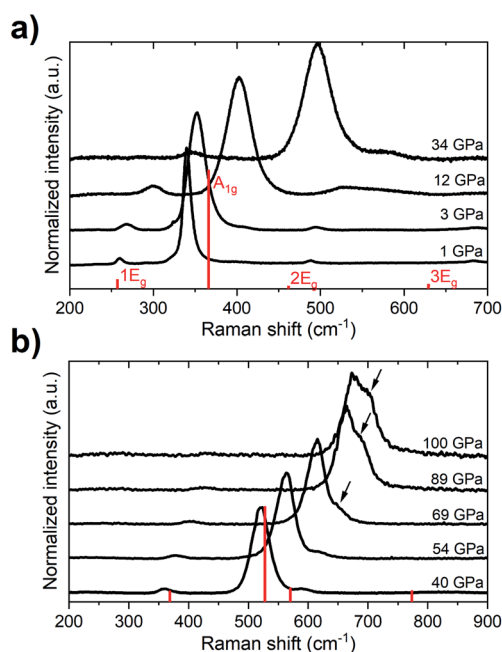 a)
Normalized intensity (a.u.)
34 GPa
12 GPa
A1g
3 GPa
1 GPa
1Eg
2Eg
3Eg
200 300 400 500 600 700
Raman shift (cm-1)
b)
Normalized intensity (a.u.)
100 GPa
89 GPa
69 GPa
54 GPa
40 GPa
200 300 400 500 600 700 800 900
Raman shift (cm-1)